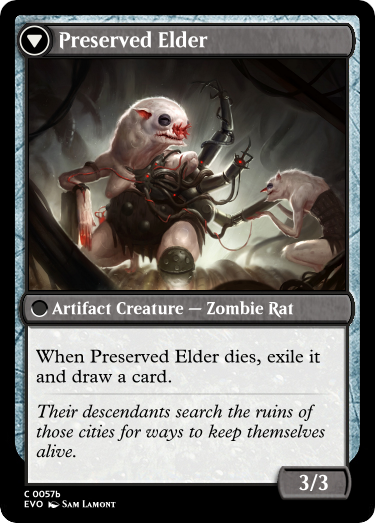 Preserved Elder
Artifact Creature — Zombie Rat
When Preserved Elder dies, exile it
and draw a card.
Their descendants search the ruins of
those cities for ways to keep themselves
alive.
3/3
C 0057b
EVO Sam Lamont